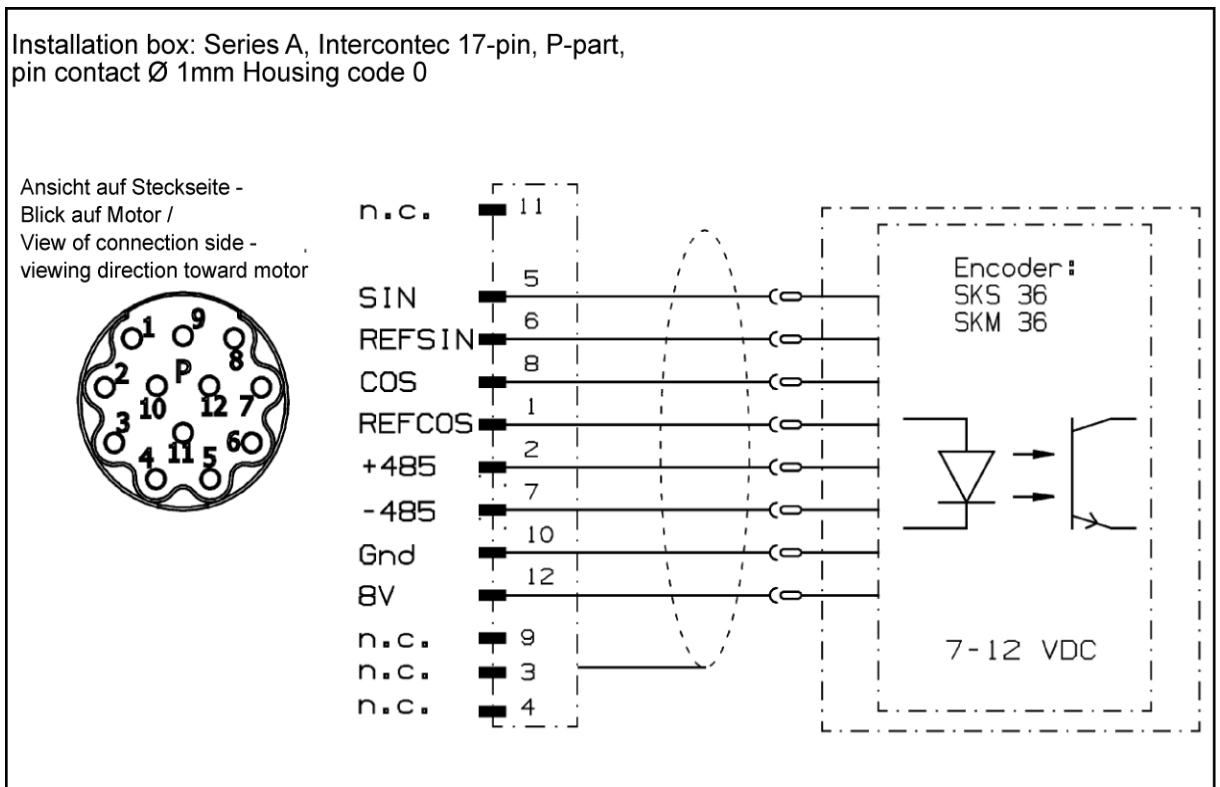 Installation box: Series A, Intercontec 17-pin, P-part,
pin contact Ø 1mm Housing code 0
Ansicht auf Steckseite -
Blick auf Motor /
View of connection side -
viewing direction toward motor
1
9
8
2
P
10
12
7
3
11
6
4
5
n.c. 11
SIN 5
REFSIN 6
COS 8
REFCOS 1
+485 2
-485 7
Gnd 10
8V 12
n.c. 9
n.c. 3
n.c. 4
Encoder:
SKS 36
SKM 36
7-12 VDC